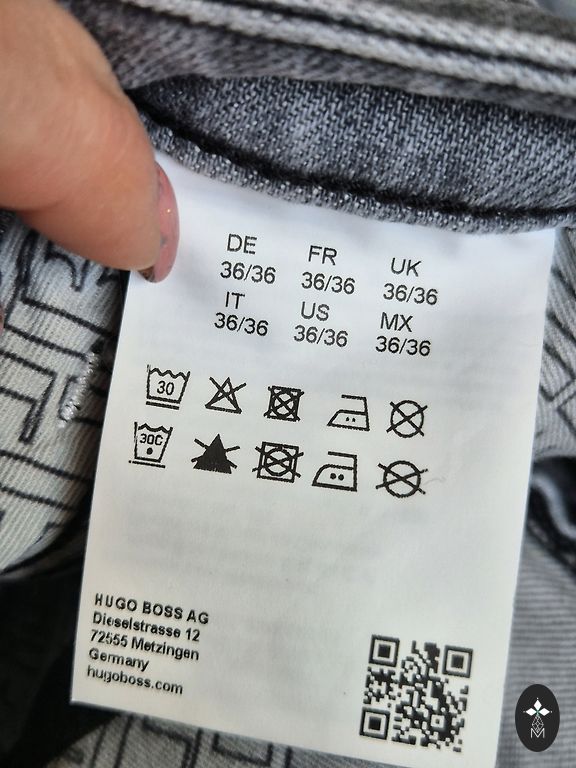 DE FR UK
36/36 36/36 36/36
IT US MX
36/36 36/36 36/36
30
30C
HUGO BOSS AG
Dieselstrasse 12
72555 Metzingen
Germany
hugoboss.com
M